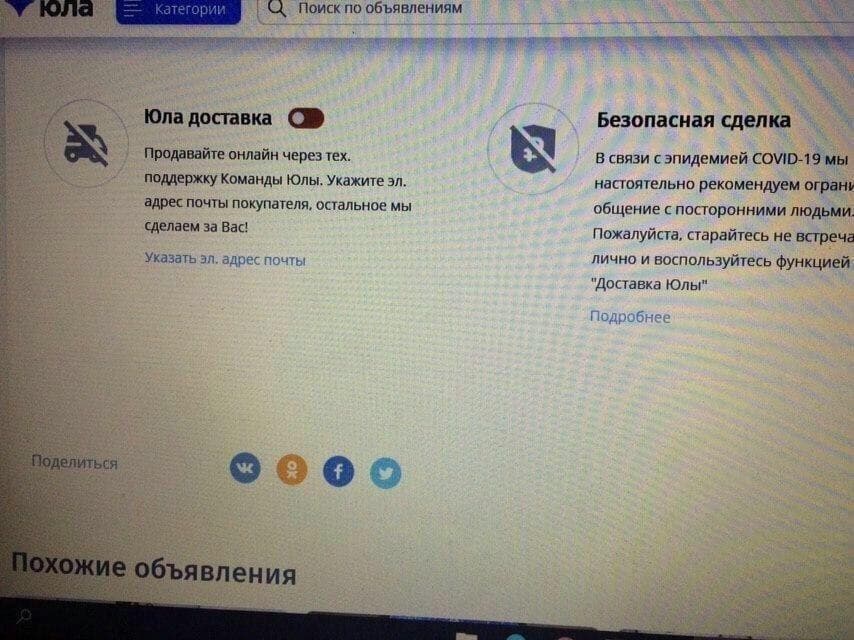 юла
Категории
Поиск по объявлениям
Юла доставка
Продавайте онлайн через тех.
поддержку Команды Юлы. Укажите эл.
адрес почты покупателя, остальное мы
сделаем за Вас!
Указать эл. адрес почты
Безопасная сделка
В связи с эпидемией COVID-19 мы
настоятельно рекомендуем ограни
общение с посторонними людьми.
Пожалуйста, старайтесь не встреча
лично и воспользуйтесь функцией
"Доставка Юлы"
Подробнее
Поделиться
Похожие объявления